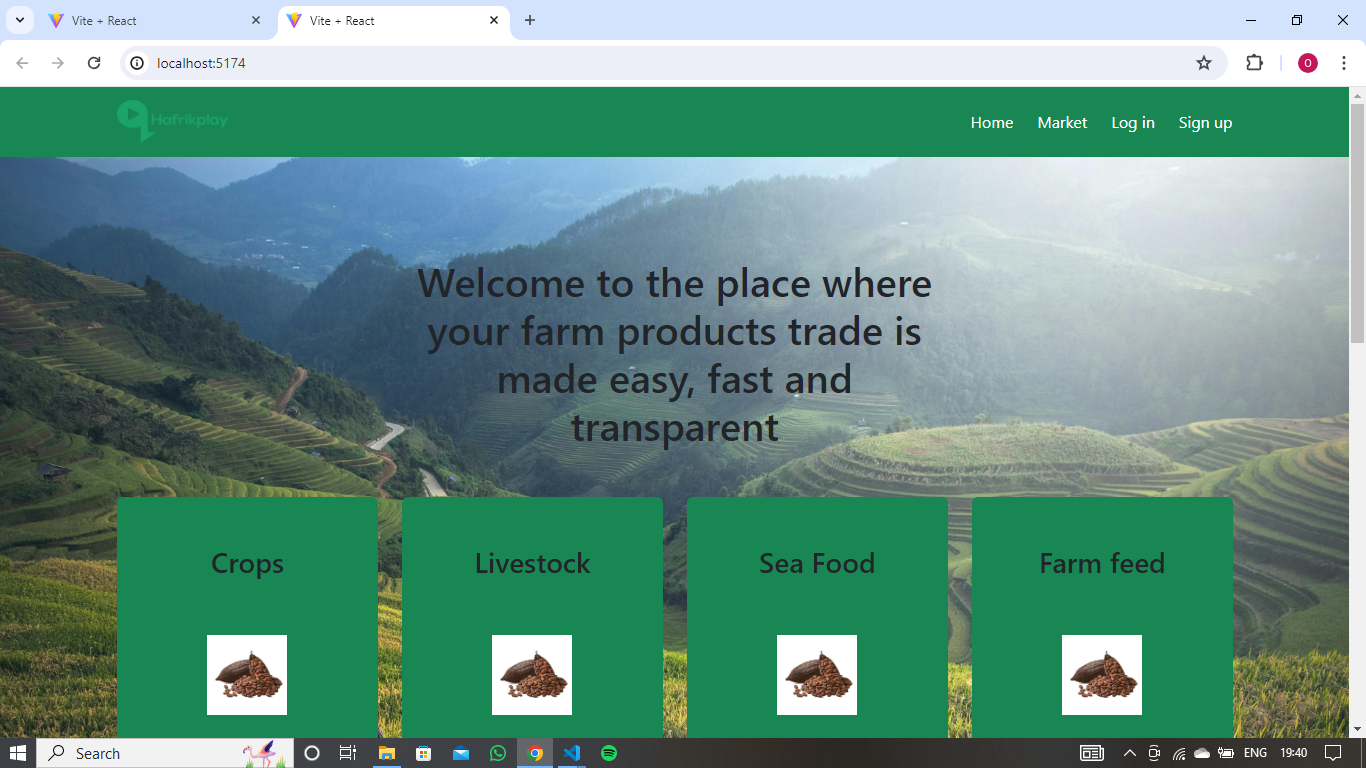 Vite + React
Vite + React
localhost:5174
O
Hafrikplay
Home Market Log in Sign up
Welcome to the place where
your farm products trade is
made easy, fast and
transparent
Crops Livestock Sea Food Farm feed
Search
ENG 19:40